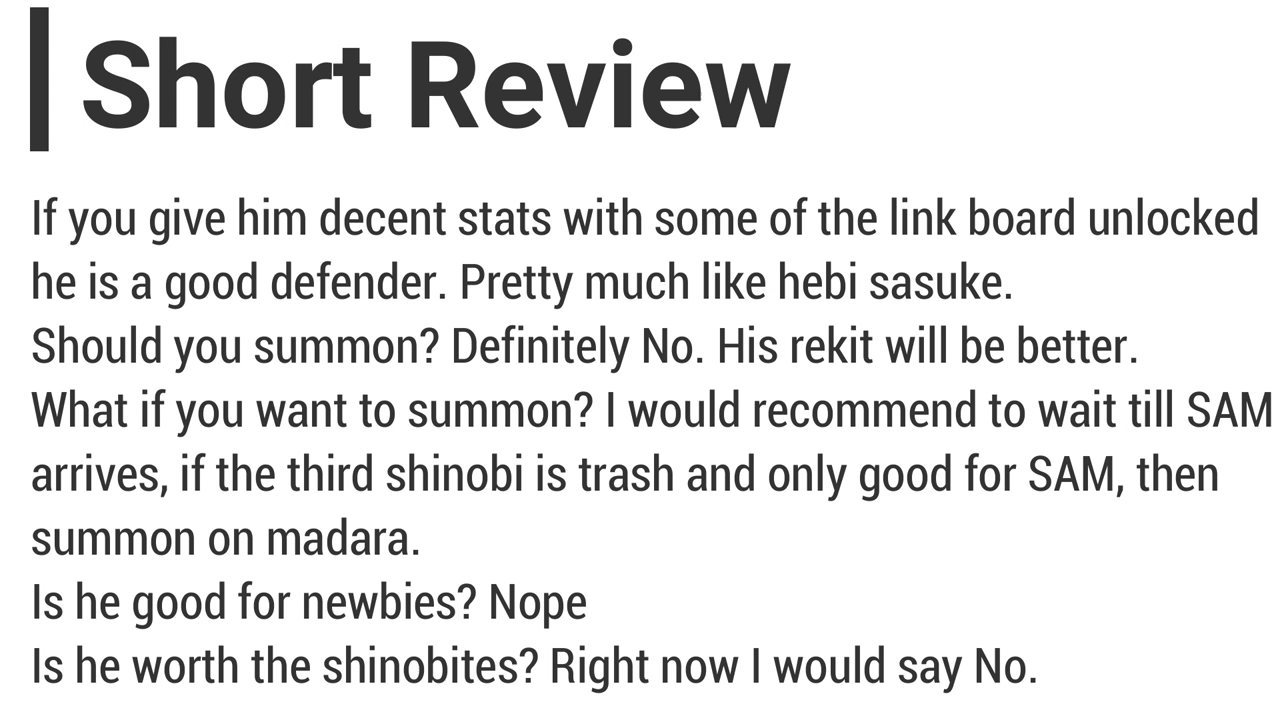 Short Review
If you give him decent stats with some of the link board unlocked
he is a good defender. Pretty much like hebi sasuke.
Should you summon? Definitely No. His rekit will be better.
What if you want to summon? I would recommend to wait till SAM
arrives, if the third shinobi is trash and only good for SAM, then
summon on madara.
Is he good for newbies? Nope
Is he worth the shinobites? Right now I would say No.